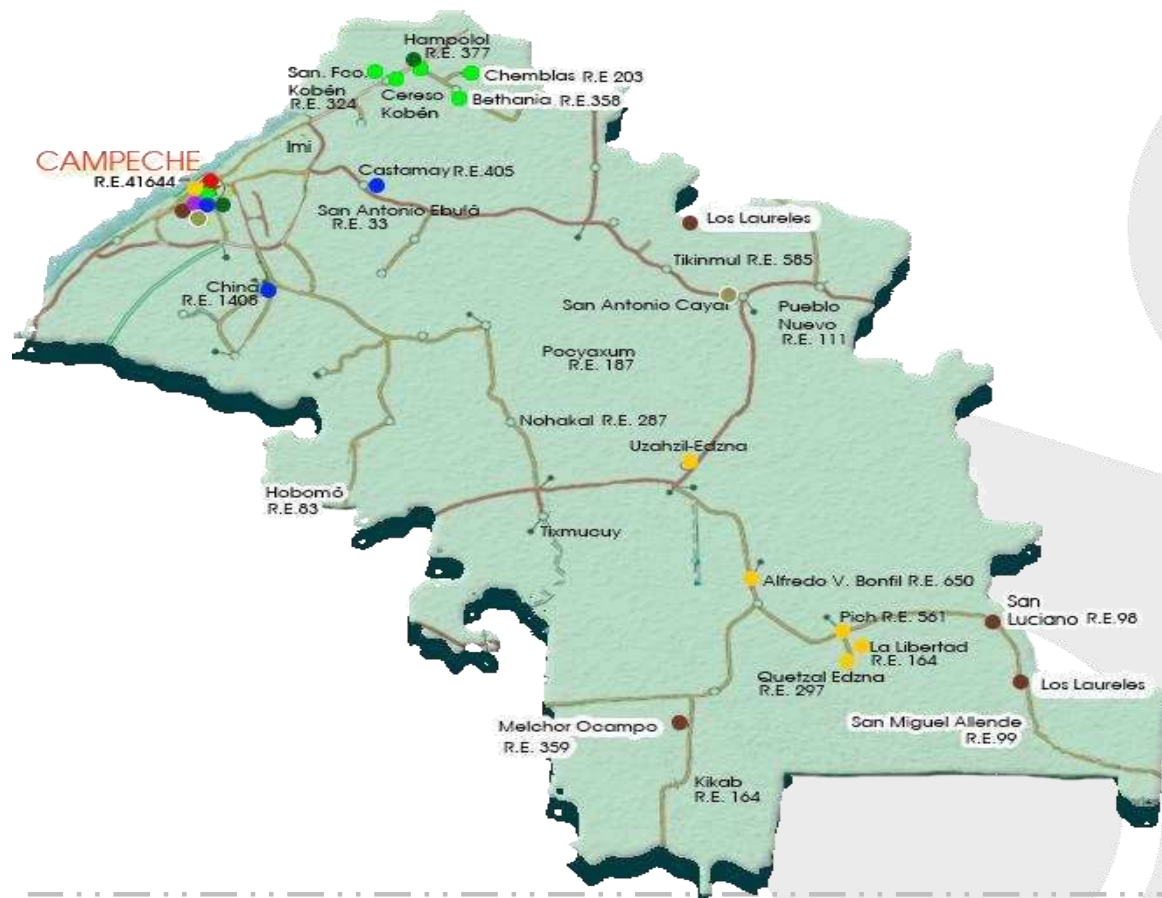 Hampolol
R.E. 377
San. Fco.
Kobén
R.E. 324
Cereso
Kobén
Chemblas R.E 203
Bethania R.E.358
Imi
CAMPECHE
R.E.41644
Castamay R.E.405
San Antonio Ebulá
R.E. 33
Los Laureles
Tikinmul R.E. 585
Chiná
R.E. 1408
San Antonio Cayal
Pueblo
Nuevo
R.E. 111
Pocyaxum
R.E. 187
Nohakal R.E. 287
Uzahzil-Edzna
Hobomó
R.E.83
Tixmucuy
Alfredo V. Bonfil R.E. 650
Pich R.E. 561
San
Luciano R.E.98
La Libertad
R.E. 164
Quetzal Edzna
R.E. 297
Los Laureles
Melchor Ocampo
R.E. 359
San Miguel Allende
R.E.99
Kikab
R.E. 164